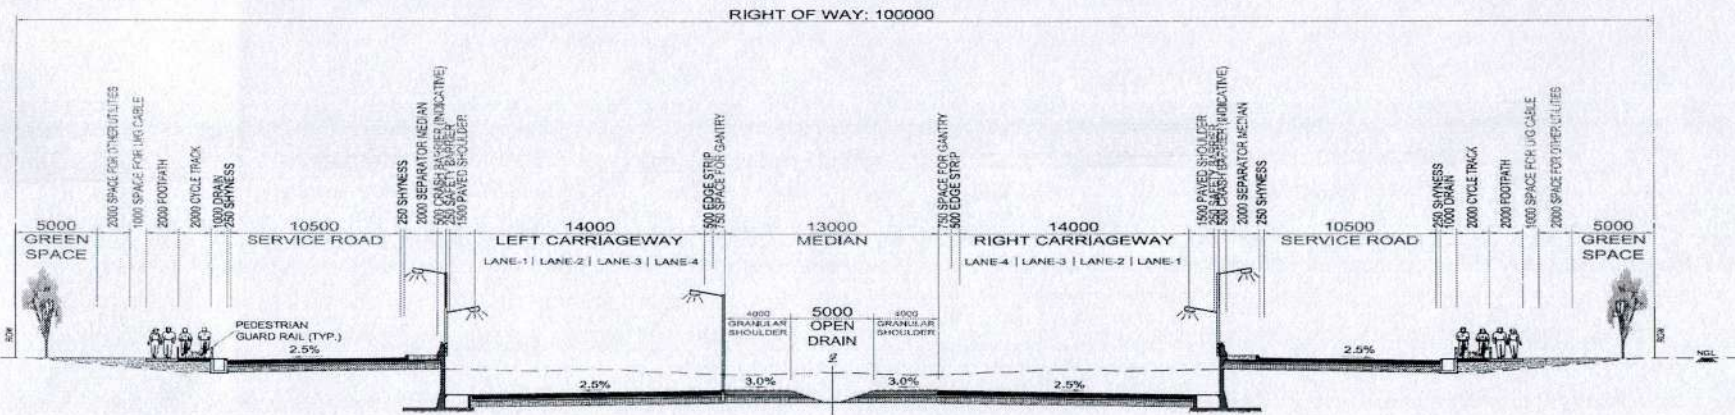 RIGHT OF WAY: 100000
2000 SPACE FOR OTHER UTILITIES
1000 SPACE FOR U/G CABLE
2000 FOOTPATH
2000 CYCLE TRACK
1000 DRAIN
250 SHYNESS
250 SHYNESS
2000 SEPARATOR MEDIAN
500 CRASH BARRIER (INDICATIVE)
250 SAFETY BARRIER
1500 PAVED SHOULDER
500 EDGE STRIP
750 SPACE FOR GANTRY
750 SPACE FOR GANTRY
500 EDGE STRIP
1500 PAVED SHOULDER
250 SAFETY BARRIER
500 CRASH BARRIER (INDICATIVE)
2000 SEPARATOR MEDIAN
250 SHYNESS
250 SHYNESS
1000 DRAIN
2000 CYCLE TRACK
2000 FOOTPATH
1000 SPACE FOR U/G CABLE
2000 SPACE FOR OTHER UTILITIES
5000 10500 14000 13000 14000 10500 5000
GREEN SPACE
SERVICE ROAD
LEFT CARRIAGEWAY
MEDIAN
RIGHT CARRIAGEWAY
SERVICE ROAD
GREEN SPACE
LANE-1 | LANE-2 | LANE-3 | LANE-4
LANE-4 | LANE-3 | LANE-2 | LANE-1
4000
GRANULAR
SHOULDER
5000
OPEN
DRAIN
4000
GRANULAR
SHOULDER
PEDESTRIAN
GUARD RAIL (TYP.)
ROW
2.5%
2.5%
3.0%
3.0%
2.5%
2.5%
ROW
NGL